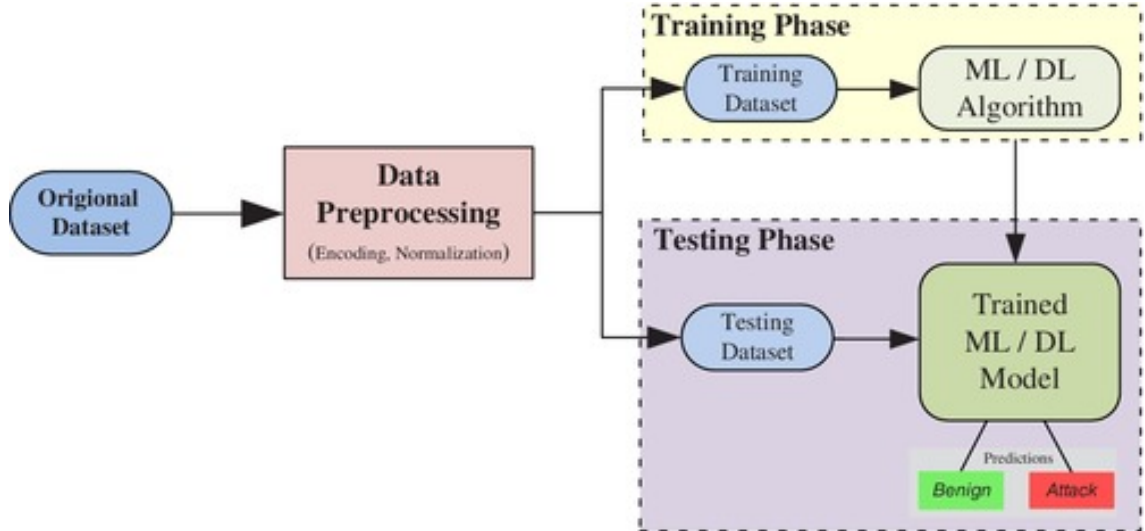 Origional
Dataset
Data
Preprocessing
(Encoding, Normalization)
Training Phase
Training
Dataset
ML / DL
Algorithm
Testing Phase
Testing
Dataset
Trained
ML / DL
Model
Predictions
Benign
Attack